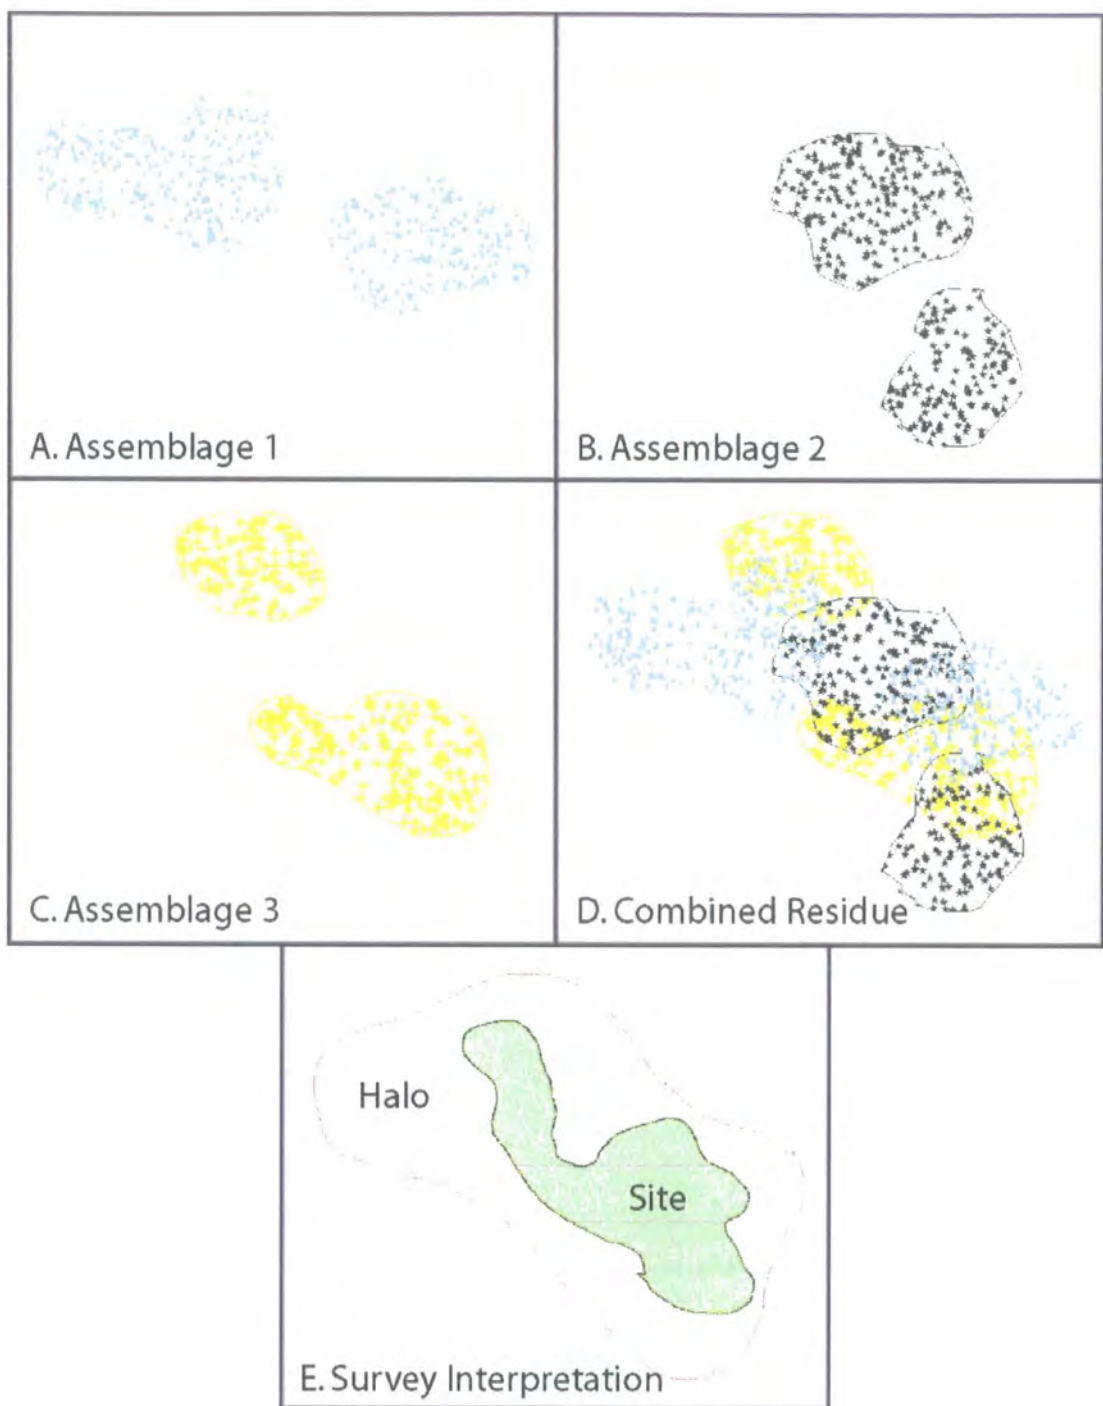 A. Assemblage 1
B. Assemblage 2
C. Assemblage 3
D. Combined Residue
Halo
Site
E. Survey Interpretation